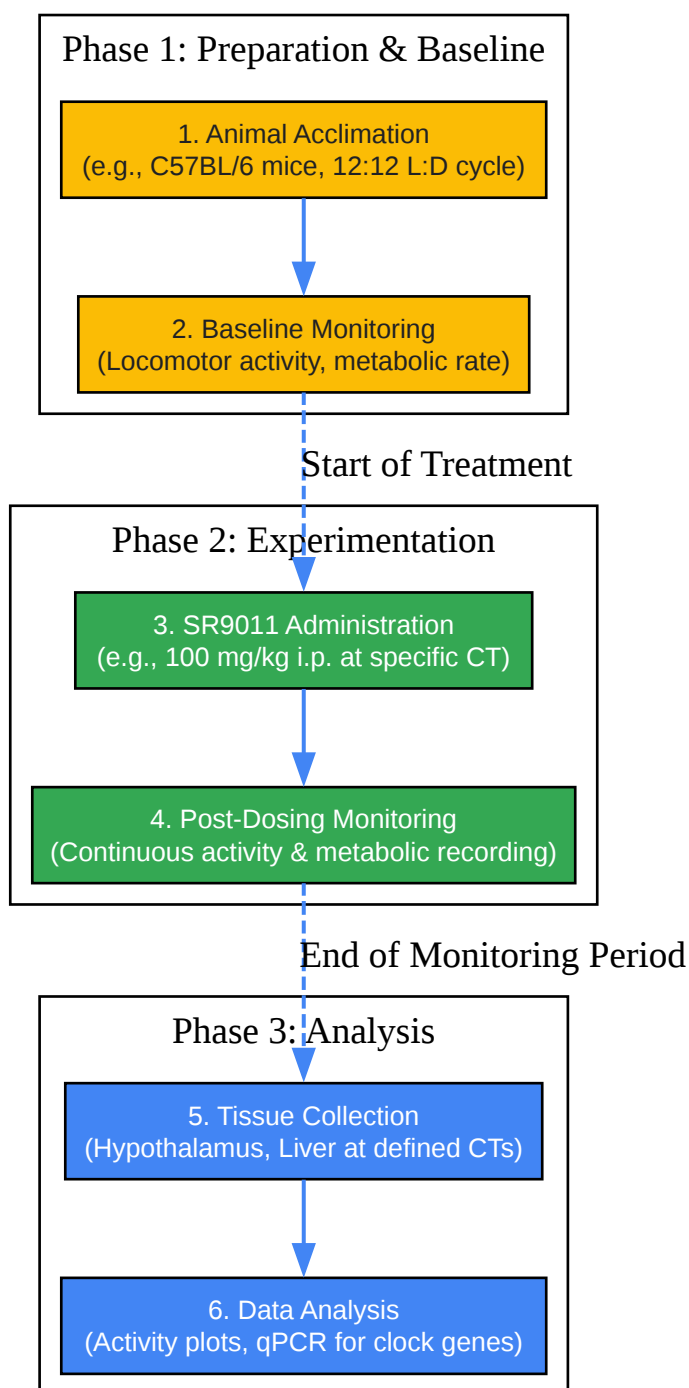 Phase 1: Preparation & Baseline
1. Animal Acclimation
(e.g., C57BL/6 mice, 12:12 L:D cycle)
2. Baseline Monitoring
(Locomotor activity, metabolic rate)
Start of Treatment
Phase 2: Experimentation
3. SR9011 Administration
(e.g., 100 mg/kg i.p. at specific CT)
4. Post-Dosing Monitoring
(Continuous activity & metabolic recording)
End of Monitoring Period
Phase 3: Analysis
5. Tissue Collection
(Hypothalamus, Liver at defined CTs)
6. Data Analysis
(Activity plots, qPCR for clock genes)